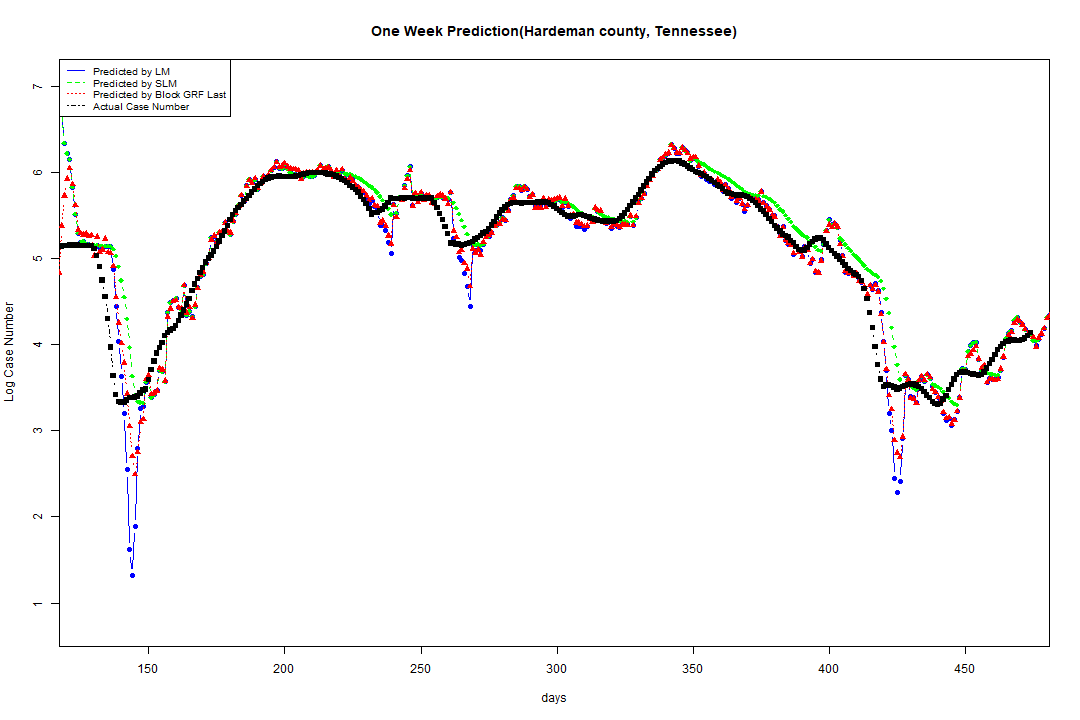 One Week Prediction(Hardeman county, Tennessee)
Predicted by LM
Predicted by SLM
Predicted by Block GRF Last
Actual Case Number
7
6
5
4
3
2
1
Log Case Number
150 200 250 300 350 400 450
days